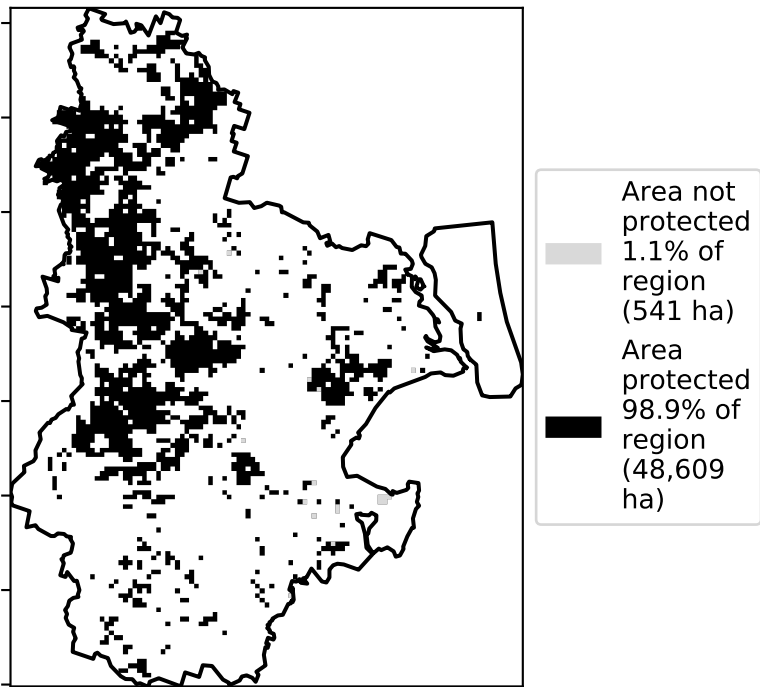 Area not
protected
1.1% of
region
(541 ha)
Area
protected
98.9% of
region
(48,609
ha)